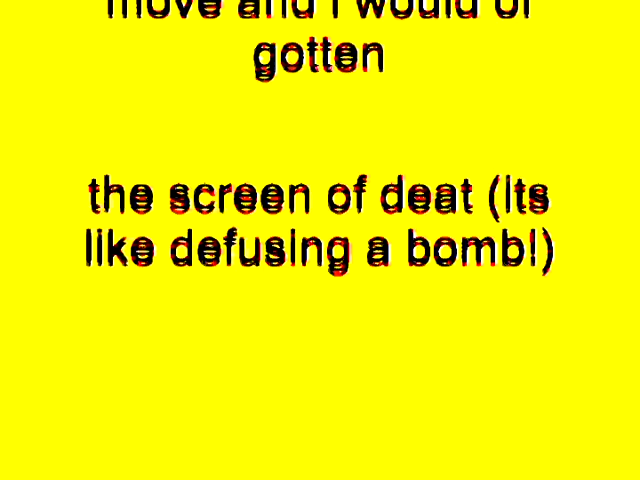 move and i would of
gotten
the screen of deat (its
like defusing a bomb!)